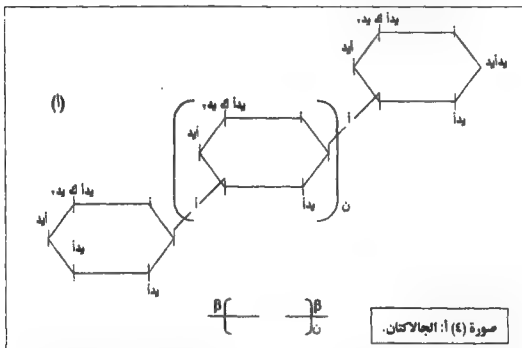 يدأ ك يد٢
أيد
أ
يدأيد
يدأ
أ
(أ)
يدأ ك يد٢
أ
أيد
يدأ
ن
أ
يدأ ك يد٢
أ
أيد
يدأ
يدأ
β β
ن
صورة (٤) أ: الجالاكتان.